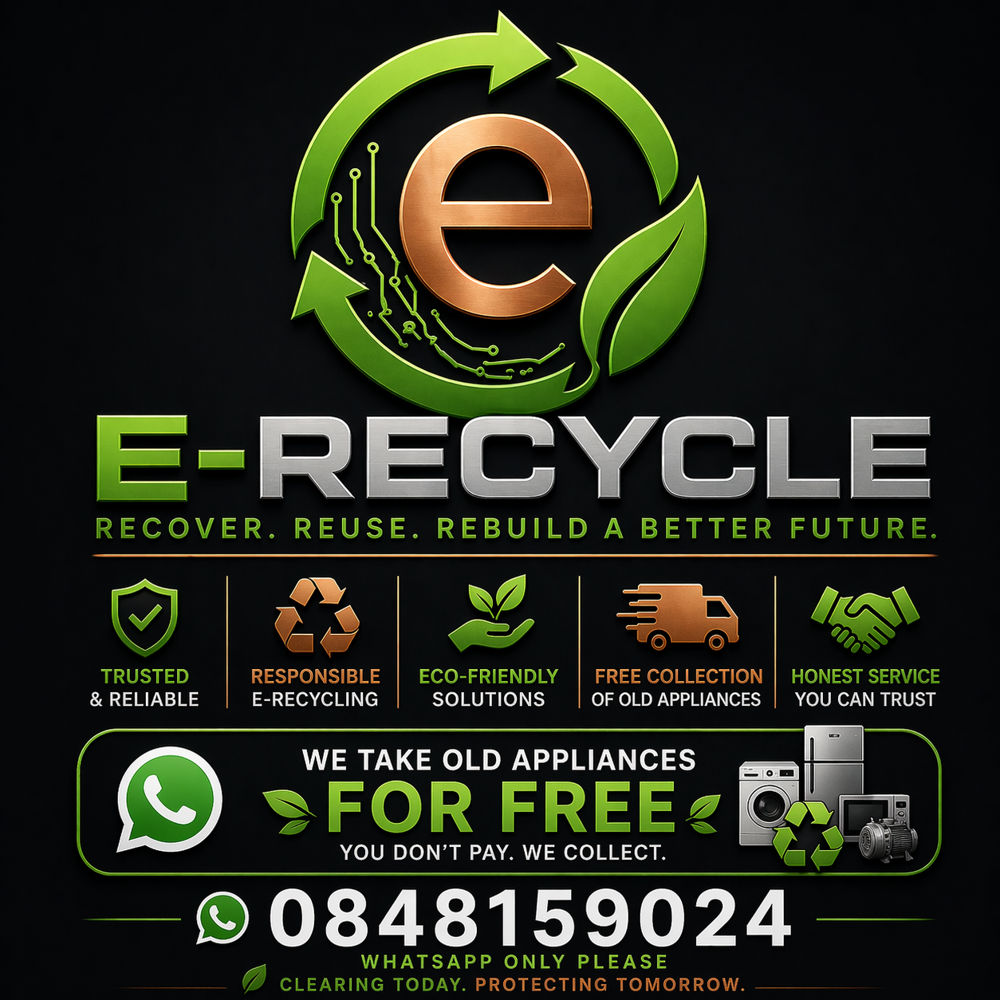 e
E-RECYCLE
RECOVER. REUSE. REBUILD A BETTER FUTURE.
TRUSTED
& RELIABLE
RESPONSIBLE
E-RECYCLING
ECO-FRIENDLY
SOLUTIONS
FREE COLLECTION
OF OLD APPLIANCES
HONEST SERVICE
YOU CAN TRUST
WE TAKE OLD APPLIANCES
FOR FREE
YOU DON'T PAY. WE COLLECT.
0848159024
WHATSAPP ONLY PLEASE
CLEARING TODAY. PROTECTING TOMORROW.